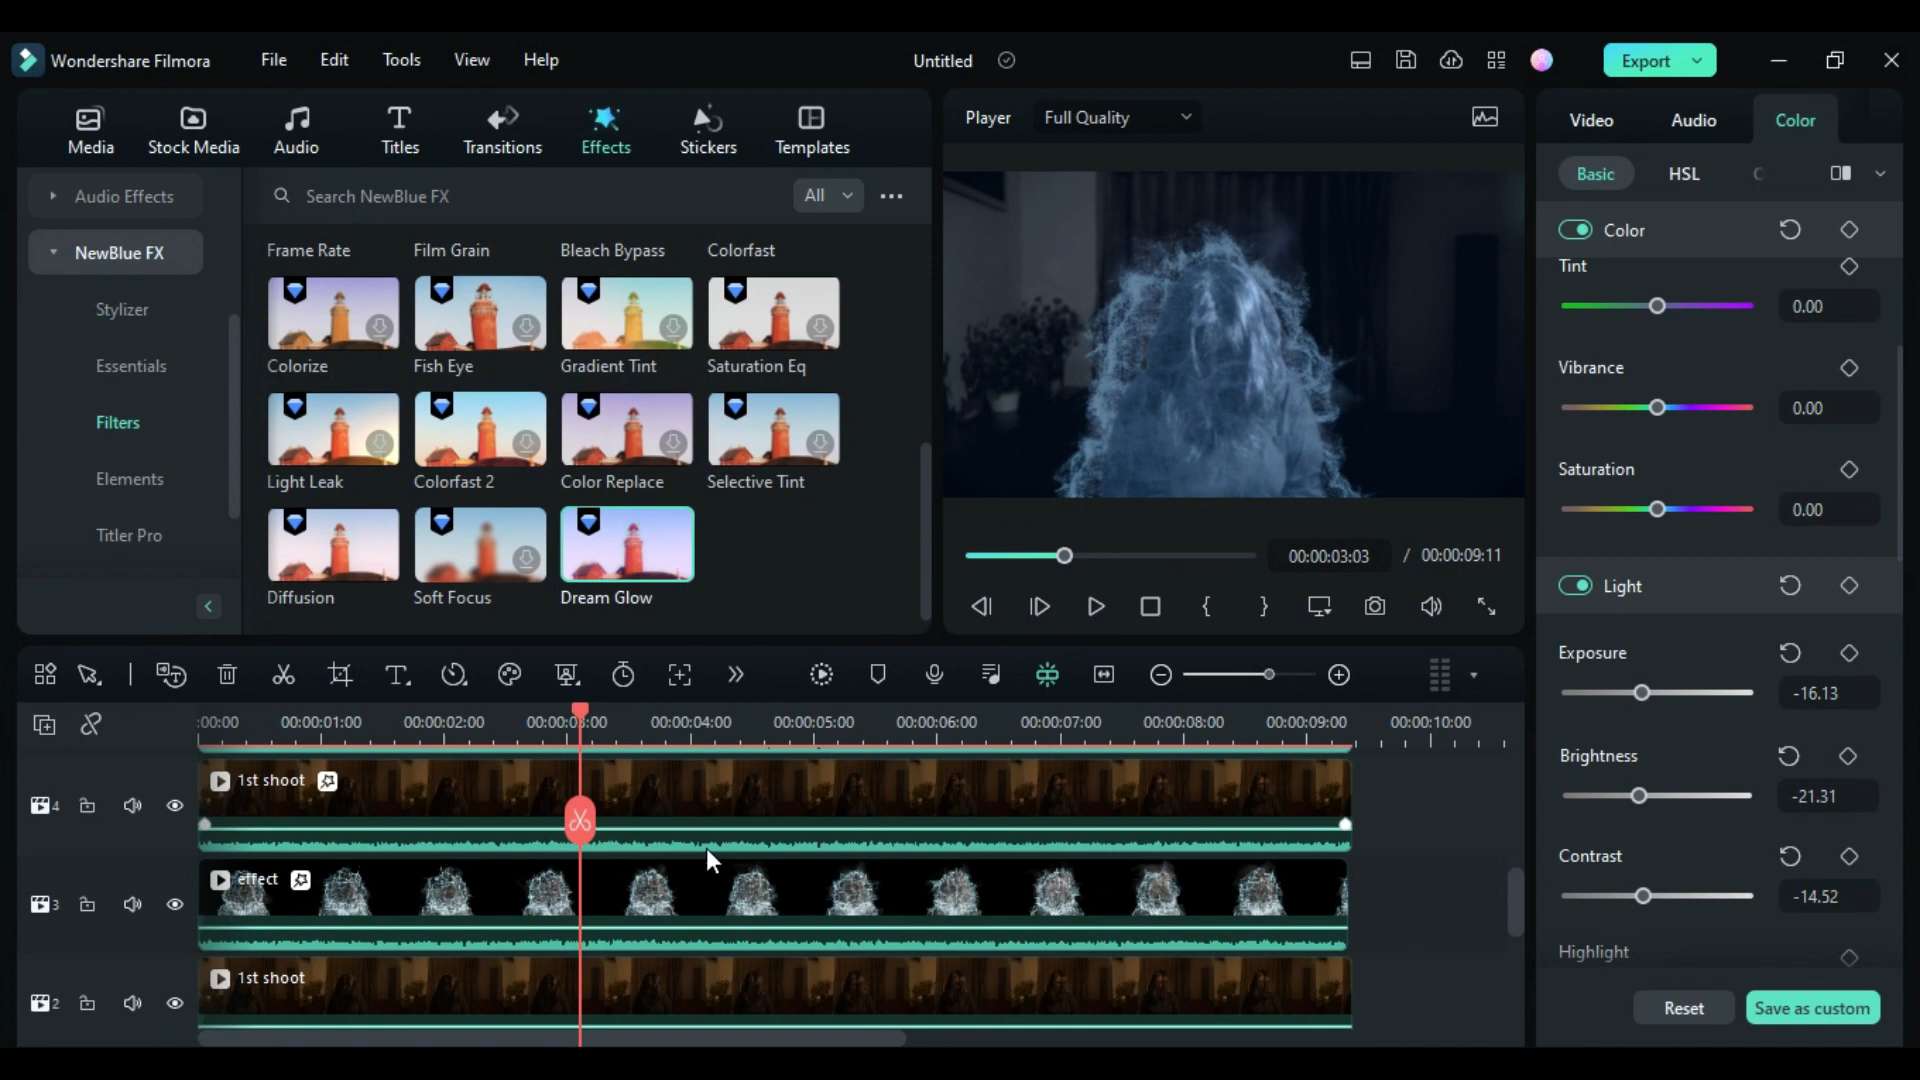 Wondershare Filmora
File
Edit
Tools
View
Help
Untitled
Export
Media
Stock Media
Audio
Titles
Transitions
Effects
Stickers
Templates
Player
Full Quality
Video
Audio
Color
Audio Effects
NewBlue FX
Stylizer
Essentials
Filters
Elements
Titler Pro
Search NewBlue FX
All
Frame Rate
Film Grain
Bleach Bypass
Colorfast
Colorize
Fish Eye
Gradient Tint
Saturation Eq
Light Leak
Colorfast 2
Color Replace
Selective Tint
Diffusion
Soft Focus
Dream Glow
00:00:03:03 / 00:00:09:11
Basic
HSL
Color
Tint
0.00
Vibrance
0.00
Saturation
0.00
Light
Exposure
-16.13
Brightness
-21.31
Contrast
-14.52
Highlight
Reset
Save as custom
:00:00
00:00:01:00
00:00:02:00
00:00:03:00
00:00:04:00
00:00:05:00
00:00:06:00
00:00:07:00
00:00:08:00
00:00:09:00
00:00:10:00
4
1st shoot
3
effect
2
1st shoot